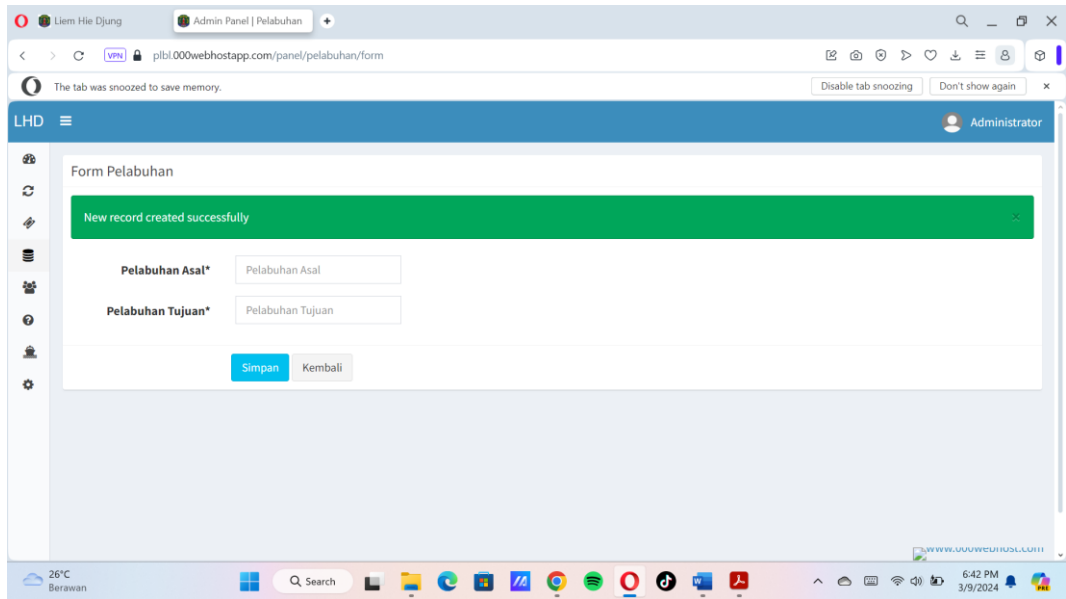 Liem Hie Djung
Admin Panel | Pelabuhan
VPN
plbl.000webhostapp.com/panel/pelabuhan/form
The tab was snoozed to save memory.
Disable tab snoozing
Don't show again
LHD
Administrator
Form Pelabuhan
New record created successfully
Pelabuhan Asal*
Pelabuhan Asal
Pelabuhan Tujuan*
Pelabuhan Tujuan
Simpan
Kembali
www.000webhost.com
26°C
Berawan
Search
6:42 PM
3/9/2024
PRE